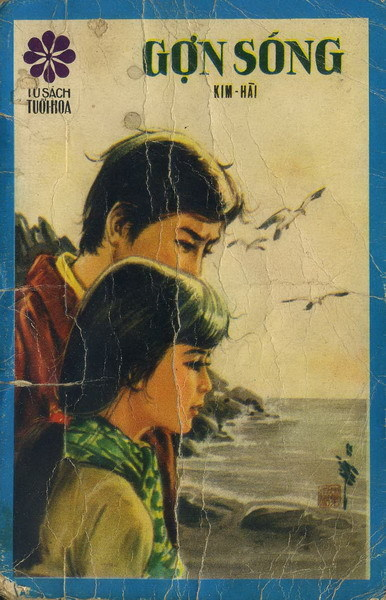 GỢN SÓNG
KIM-HẢI
TỦ SÁCH
TUỔI HOA